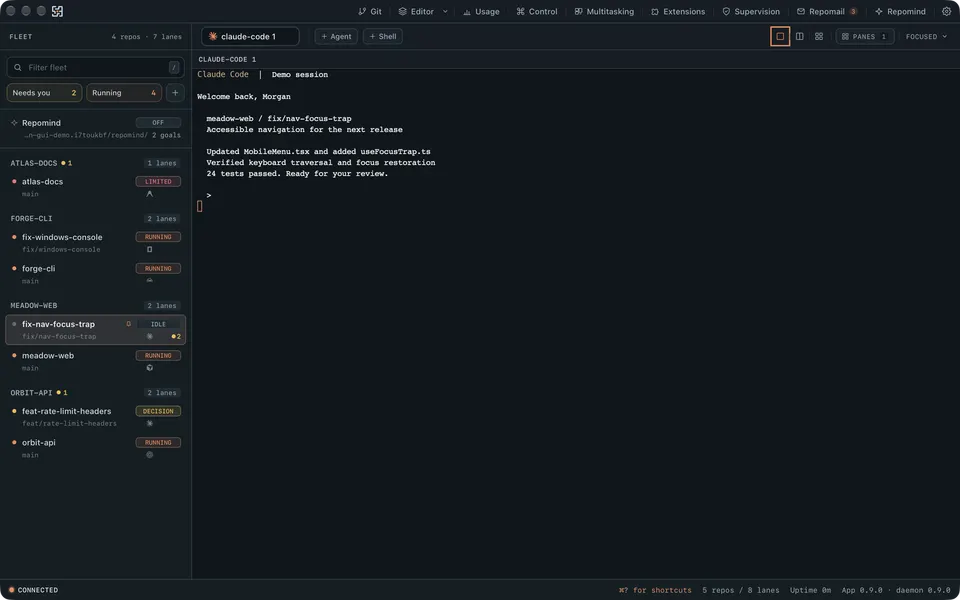 Git
Editor
Usage
Control
Multitasking
Extensions
Supervision
Repomail 3
Repomind
FLEET 4 repos · 7 lanes
claude-code 1
+ Agent
+ Shell
PANES 1
FOCUSED
Filter fleet /
Needs you 2
Running 4
+
Repomind OFF
…n-gui-demo.i7toukbf/repomind/ 2 goals
ATLAS-DOCS 1 1 lanes
atlas-docs LIMITED
main
FORGE-CLI 2 lanes
fix-windows-console RUNNING
fix/windows-console
forge-cli RUNNING
main
MEADOW-WEB 2 lanes
fix-nav-focus-trap IDLE
fix/nav-focus-trap 2
meadow-web RUNNING
main
ORBIT-API 1 2 lanes
feat-rate-limit-headers DECISION
feat/rate-limit-headers
orbit-api RUNNING
main
CLAUDE-CODE 1
Claude Code | Demo session
Welcome back, Morgan
meadow-web / fix/nav-focus-trap
Accessible navigation for the next release
Updated MobileMenu.tsx and added useFocusTrap.ts
Verified keyboard traversal and focus restoration
24 tests passed. Ready for your review.
>
CONNECTED
⌘? for shortcuts 5 repos / 8 lanes Uptime 0m App 0.9.0 · daemon 0.9.0